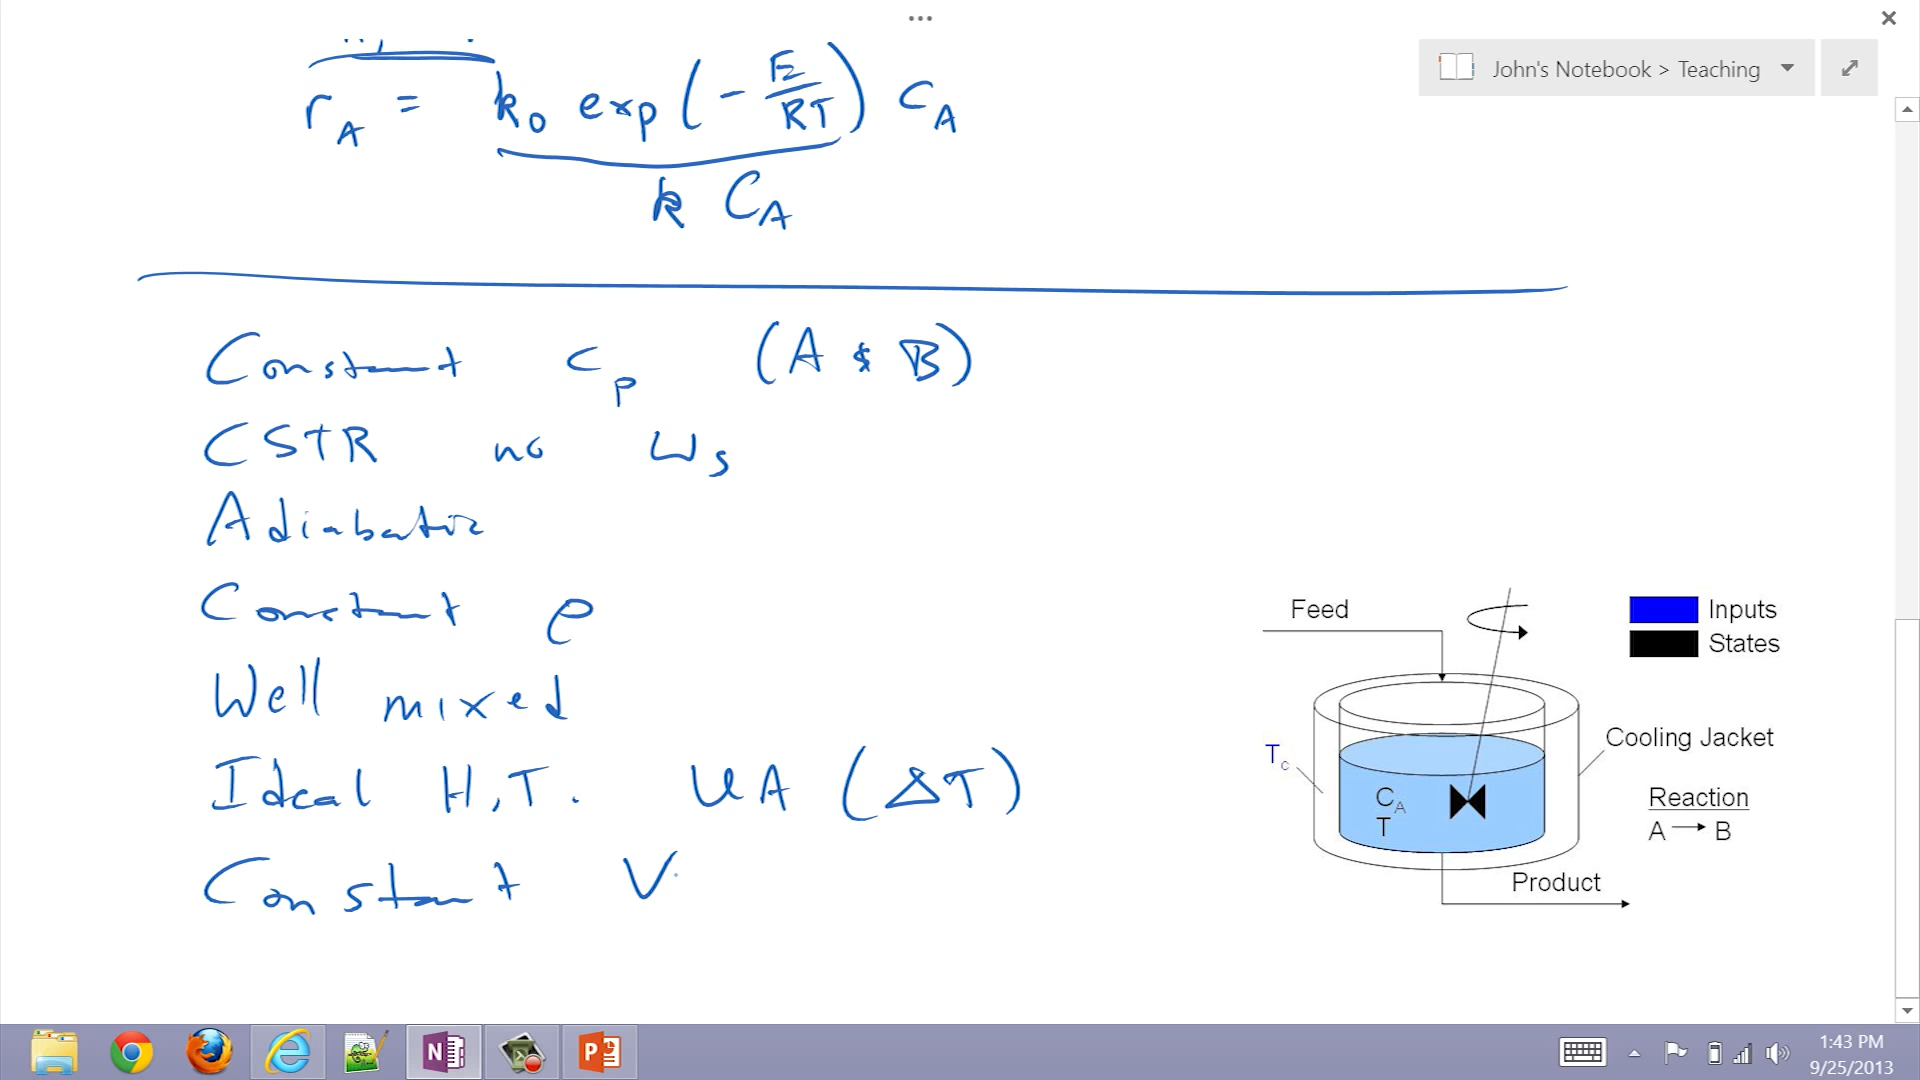 John's Notebook > Teaching
r_A = k_0 exp(-E/RT) C_A
k C_A
Constant C_p (A & B)
CSTR no W_s
Adiabatic
Constant ρ
Well mixed
Ideal H.T. UA (ΔT)
Constant V
Feed
Inputs
States
Cooling Jacket
T_c
C_A
T
Reaction
A → B
Product
1:43 PM
9/25/2013